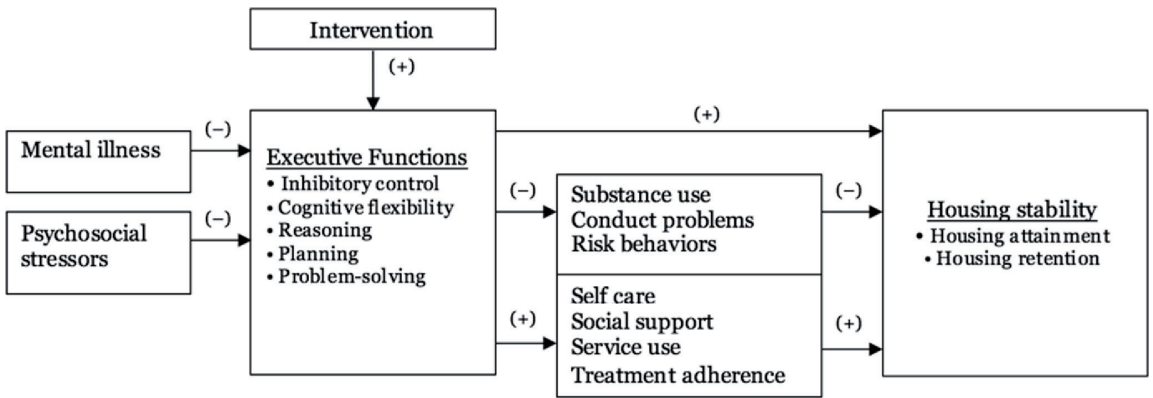 Intervention
(+)
Mental illness
(−)
Psychosocial
stressors
(−)
Executive Functions
• Inhibitory control
• Cognitive flexibility
• Reasoning
• Planning
• Problem-solving
(+)
(−)
Substance use
Conduct problems
Risk behaviors
(−)
(+)
Self care
Social support
Service use
Treatment adherence
(+)
Housing stability
• Housing attainment
• Housing retention